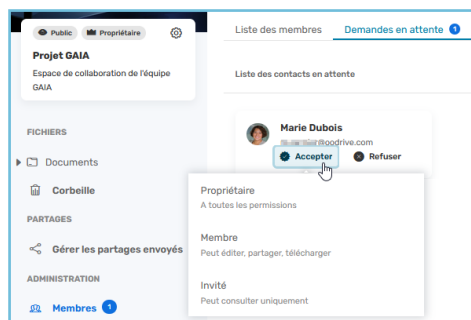 Public Propriétaire
Projet GAIA
Espace de collaboration de l'équipe
GAIA
FICHIERS
Documents
Corbeille
PARTAGES
Gérer les partages envoyés
ADMINISTRATION
Membres 1
Liste des membres Demandes en attente 1
Liste des contacts en attente
Marie Dubois
oodrive.com
Accepter Refuser
Propriétaire
A toutes les permissions
Membre
Peut éditer, partager, télécharger
Invité
Peut consulter uniquement